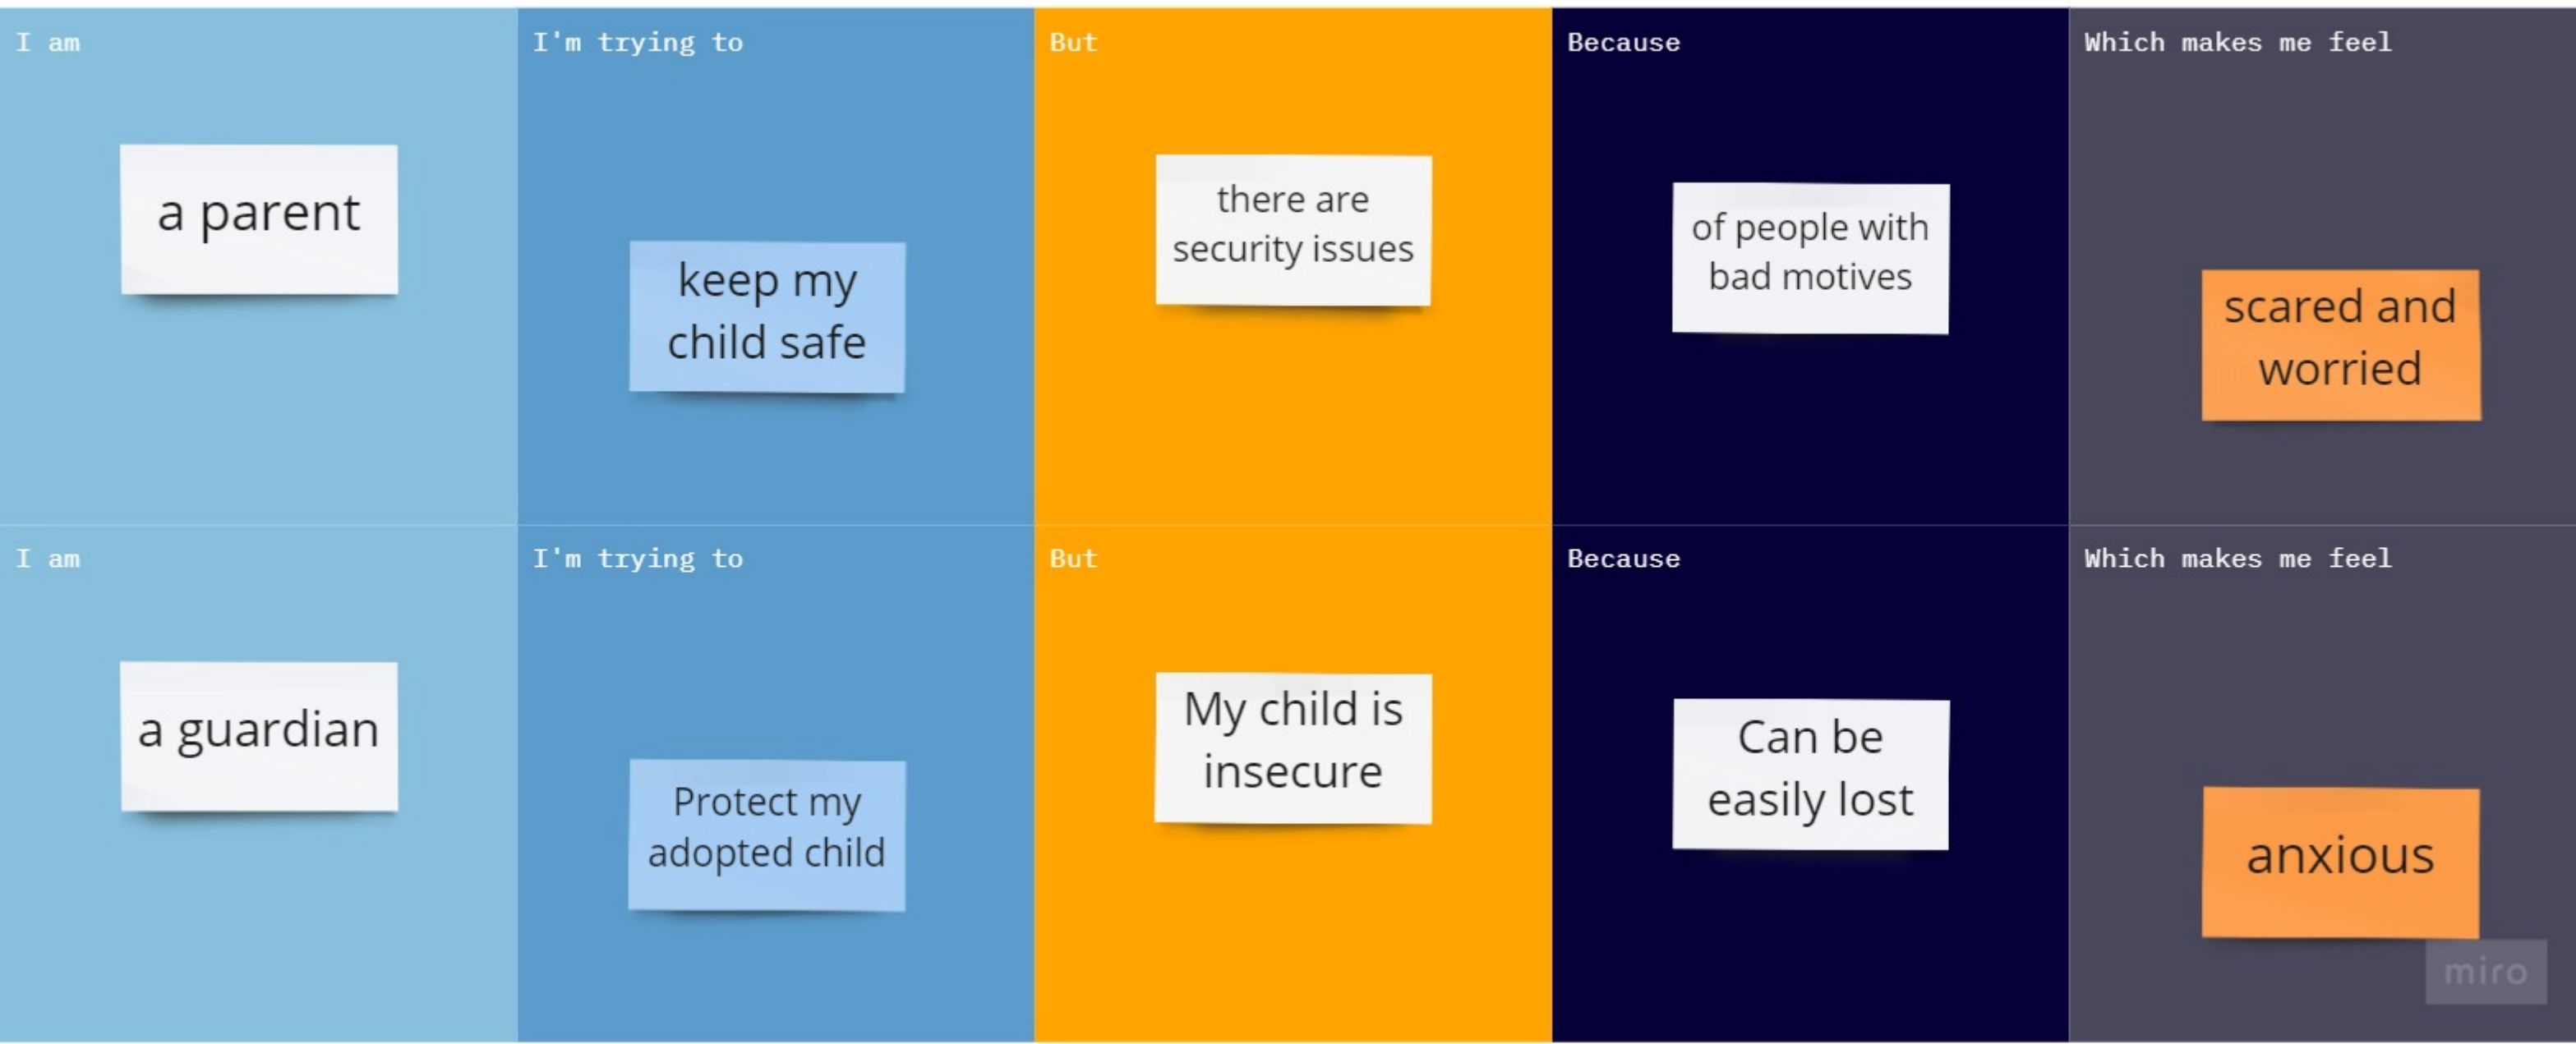 I am
a parent
I'm trying to
keep my
child safe
But
there are
security issues
Because
of people with
bad motives
Which makes me feel
scared and
worried
I am
a guardian
I'm trying to
Protect my
adopted child
But
My child is
insecure
Because
Can be
easily lost
Which makes me feel
anxious
miro